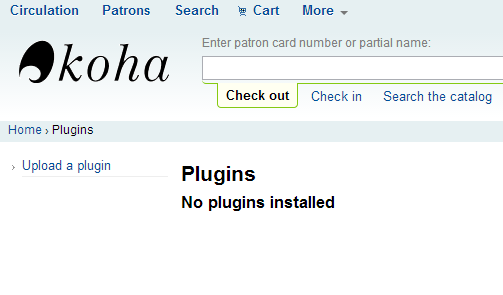 Circulation Patrons Search Cart More
koha
Enter patron card number or partial name:
Check out Check in Search the catalog
Home › Plugins
› Upload a plugin
Plugins
No plugins installed